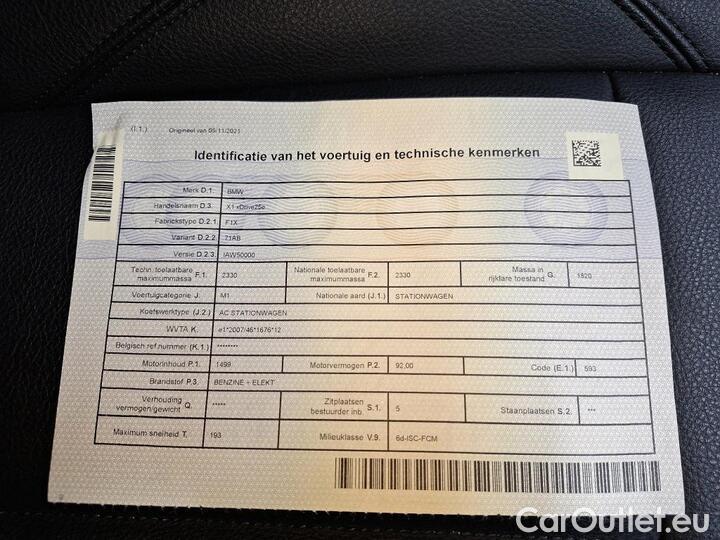 (I.1.) Origineel van 05/11/2021
Identificatie van het voertuig en technische kenmerken
Merk D.1. BMW
Handelsnaam D.3. X1 xDrive25e
Fabriekstype D.2.1. F1X
Variant D.2.2. 71AB
Versie D.2.3. IAW50000
Techn. toelaatbare maximummassa F.1. 2330 Nationale toelaatbare maximummassa F.2. 2330 Massa in rijklare toestand G. 1820
Voertuigcategorie J. M1 Nationale aard (J.1.) STATIONWAGEN
Koetswerktype (J.2.) AC STATIONWAGEN
WVTA K. e1*2007/46*1676*12
Belgisch ref.nummer (K.1.) ********
Motorinhoud P.1. 1499 Motorvermogen P.2. 92,00 Code (E.1.) 593
Brandstof P.3. BENZINE + ELEKT
Verhouding vermogen/gewicht Q. ***** Zitplaatsen bestuurder inb. S.1. 5 Staanplaatsen S.2. ***
Maximum snelheid T. 193 Milieuklasse V.9. 6d-ISC-FCM
CarOutlet.eu